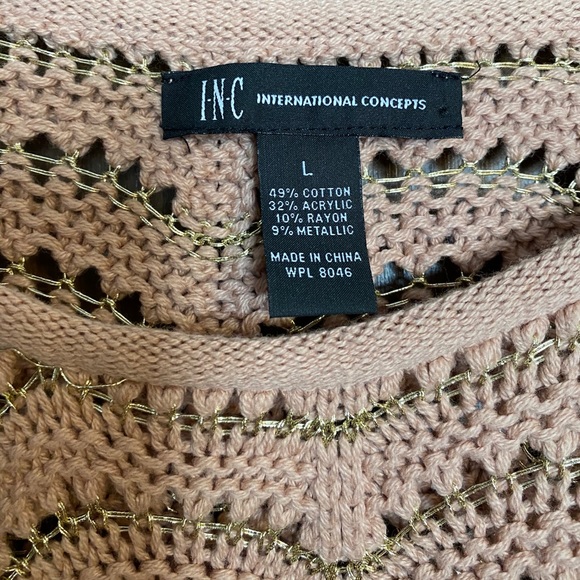 I·N·C INTERNATIONAL CONCEPTS
L
49% COTTON
32% ACRYLIC
10% RAYON
9% METALLIC
MADE IN CHINA
WPL 8046